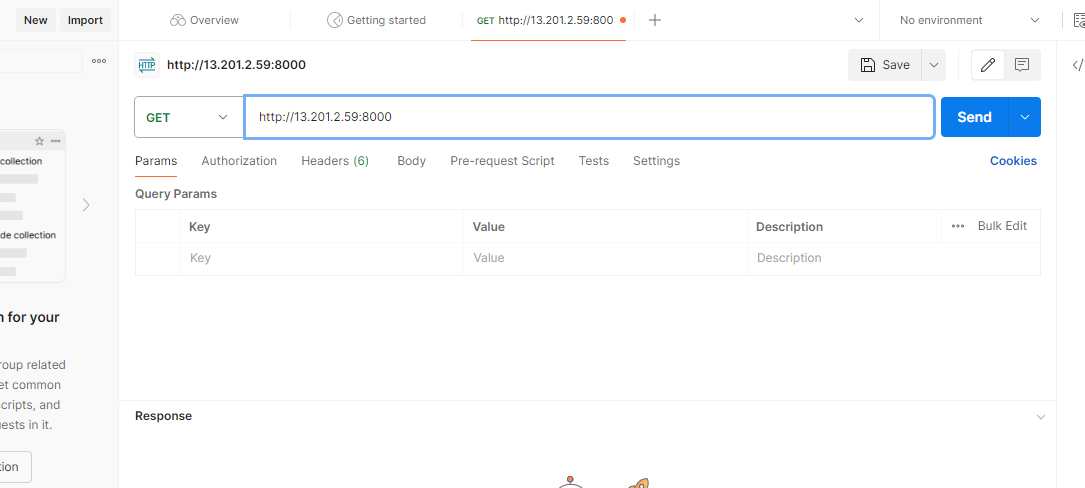 New Import
Overview
Getting started
GET http://13.201.2.59:800
No environment
HTTP http://13.201.2.59:8000
Save
GET
http://13.201.2.59:8000
Send
Params Authorization Headers (6) Body Pre-request Script Tests Settings Cookies
Query Params
Key Value Description Bulk Edit
Key Value Description
collection
de collection
n for your
roup related
et common
scripts, and
uests in it.
tion
Response